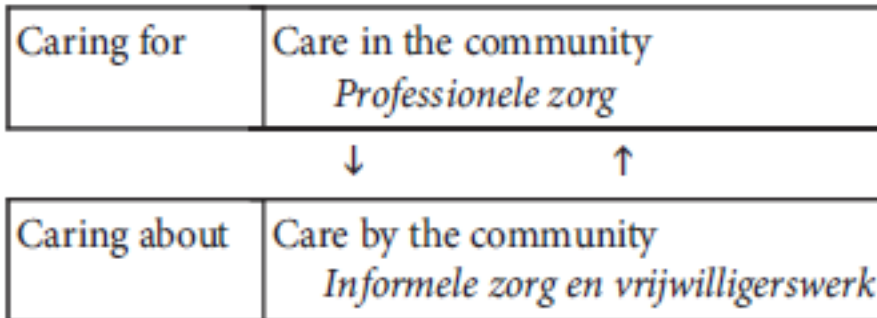 Caring for Care in the community
Professionele zorg
↓ ↑
Caring about Care by the community
Informele zorg en vrijwilligerswerk